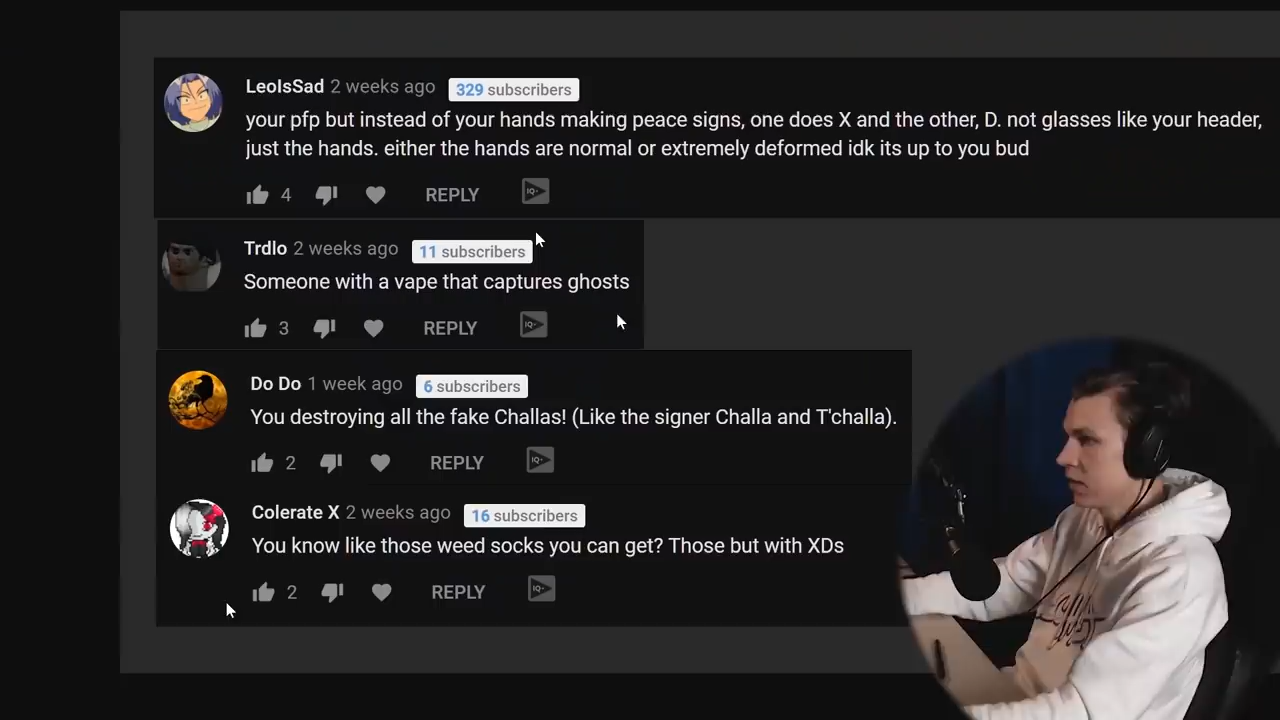 LeoIsSad 2 weeks ago 329 subscribers
your pfp but instead of your hands making peace signs, one does X and the other, D. not glasses like your header,
just the hands. either the hands are normal or extremely deformed idk its up to you bud
4 REPLY IQ
Trdlo 2 weeks ago 11 subscribers
Someone with a vape that captures ghosts
3 REPLY IQ
Do Do 1 week ago 6 subscribers
You destroying all the fake Challas! (Like the signer Challa and T'challa).
2 REPLY IQ
Colerate X 2 weeks ago 16 subscribers
You know like those weed socks you can get? Those but with XDs
2 REPLY IQ